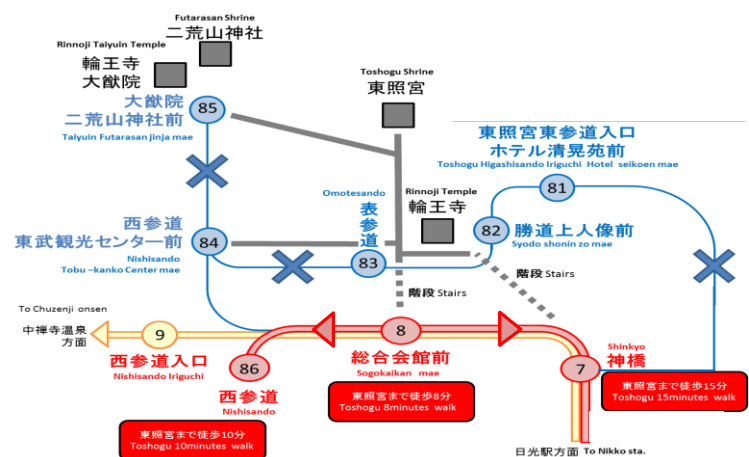 Futarasan Shrine
二荒山神社
Rinnoji Taiyuin Temple
輪王寺
大猷院
Toshogu Shrine
東照宮
大猷院
二荒山神社前
Taiyuin Futarasan jinja mae
85
東照宮東参道入口
ホテル清晃苑前
Toshogu Higashisando Iriguchi Hotel seikoen mae
81
Omotesando
表参道
83
Rinnoji Temple
輪王寺
82
勝道上人像前
Syodo shonin zo mae
西参道
東武観光センター前
Nishisando
Tobu –kanko Center mae
84
階段 Stairs
階段 Stairs
To Chuzenji onsen
中禅寺温泉
方面
9
西参道入口
Nishisando Iriguchi
86
西参道
Nishisando
8
総合会館前
Sogokaikan mae
Shinkyo
神橋
7
東照宮まで徒歩10分
Toshogu 10minutes walk
東照宮まで徒歩8分
Toshogu 8minutes walk
東照宮まで徒歩15分
Toshogu 15minutes walk
日光駅方面 To Nikko sta.